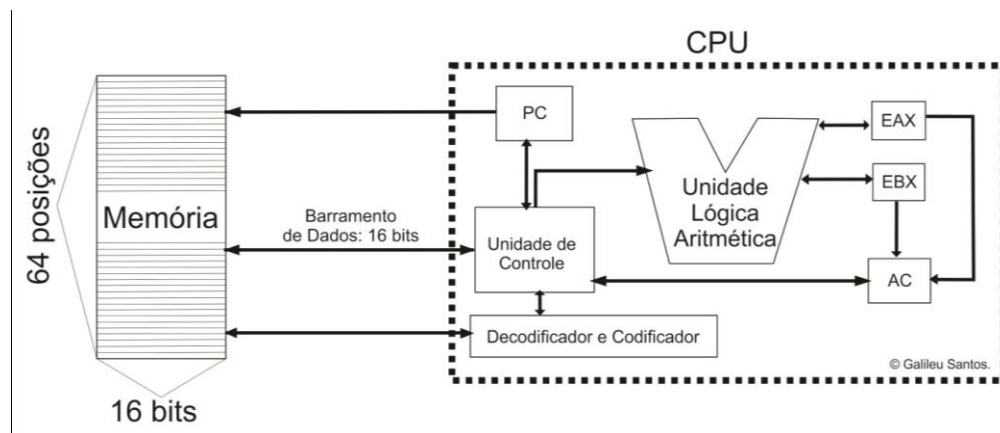 CPU
64 posições
Memória
16 bits
Barramento
de Dados: 16 bits
PC
Unidade de
Controle
Decodificador e Codificador
Unidade
Lógica
Aritmética
EAX
EBX
AC
© Galileu Santos.